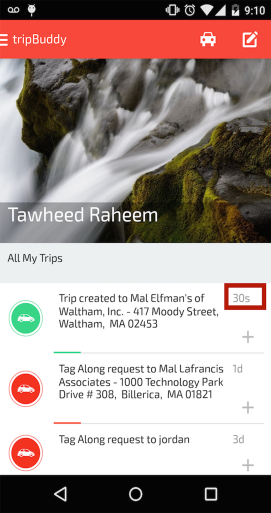 9:10
tripBuddy
Tawheed Raheem
All My Trips
Trip created to Mal Elfman's of 30s
Waltham, Inc. - 417 Moody Street,
Waltham, MA 02453
Tag Along request to Mal Lafrancis 1d
Associates - 1000 Technology Park
Drive # 308, Billerica, MA 01821
Tag Along request to jordan 3d